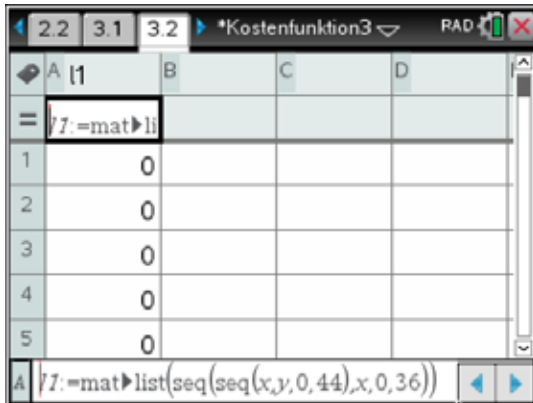 2.2 3.1 3.2 *Kostenfunktion3 RAD
A l1 B C D
= l1:=mat▶li
1 0
2 0
3 0
4 0
5 0
A l1:=mat▶list(seq(seq(x,y,0,44),x,0,36))